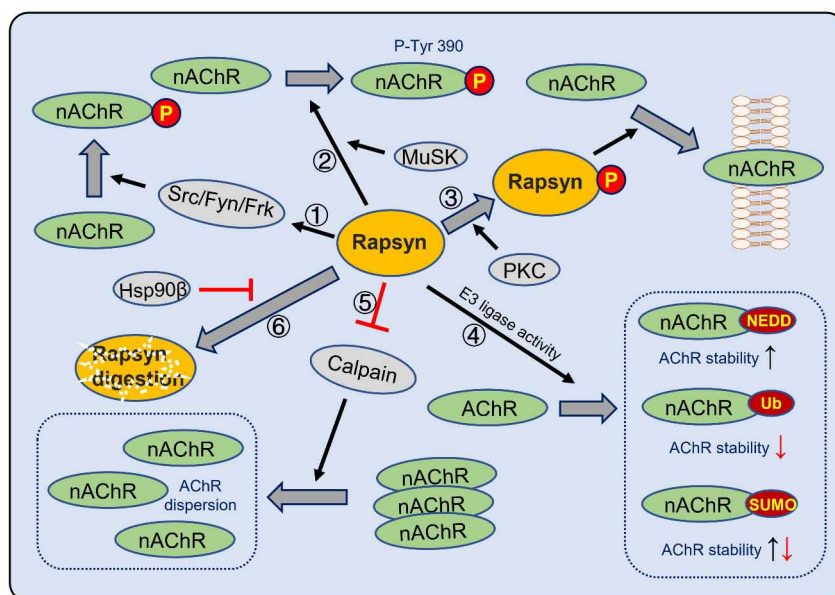 P-Tyr 390
nAChR
nAChR
P
nAChR
nAChR
P
②
MuSK
nAChR
Rapsyn
P
③
Src/Fyn/Frk
①
nAChR
Rapsyn
PKC
Hsp90β
⑤
⑥
④
E3 ligase activity
nAChR
NEDD
AChR stability ↑
Rapsyn
digestion
Calpain
AChR
nAChR
Ub
AChR stability ↓
nAChR
nAChR
AChR
dispersion
nAChR
nAChR
nAChR
nAChR
nAChR
SUMO
AChR stability ↑↓